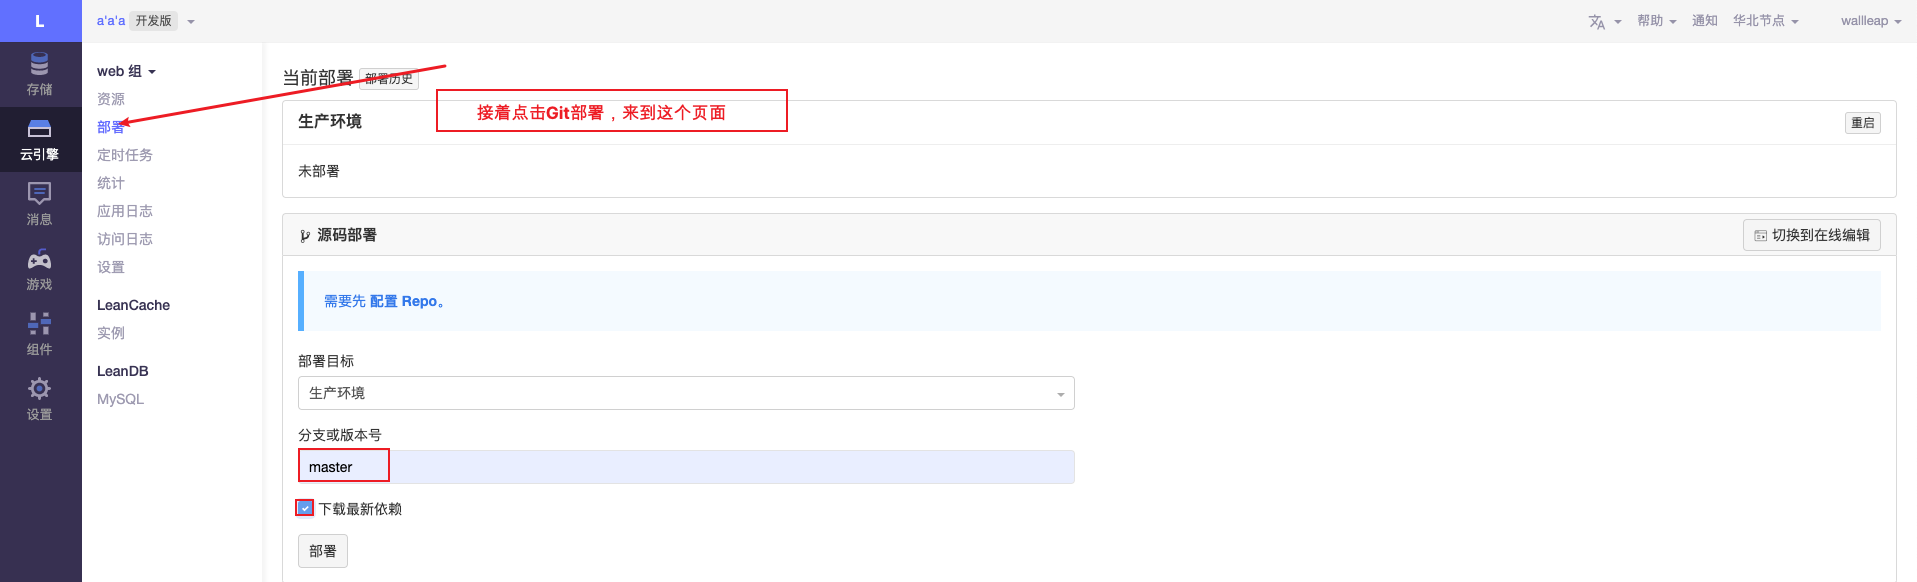 L
a'a'a 开发版
帮助
通知
华北节点
wallleap
存储
云引擎
消息
游戏
组件
设置
web 组
资源
部署
定时任务
统计
应用日志
访问日志
设置
LeanCache
实例
LeanDB
MySQL
当前部署 部署历史
接着点击Git部署，来到这个页面
生产环境
重启
未部署
源码部署
切换到在线编辑
需要先 配置 Repo。
部署目标
生产环境
分支或版本号
master
下载最新依赖
部署